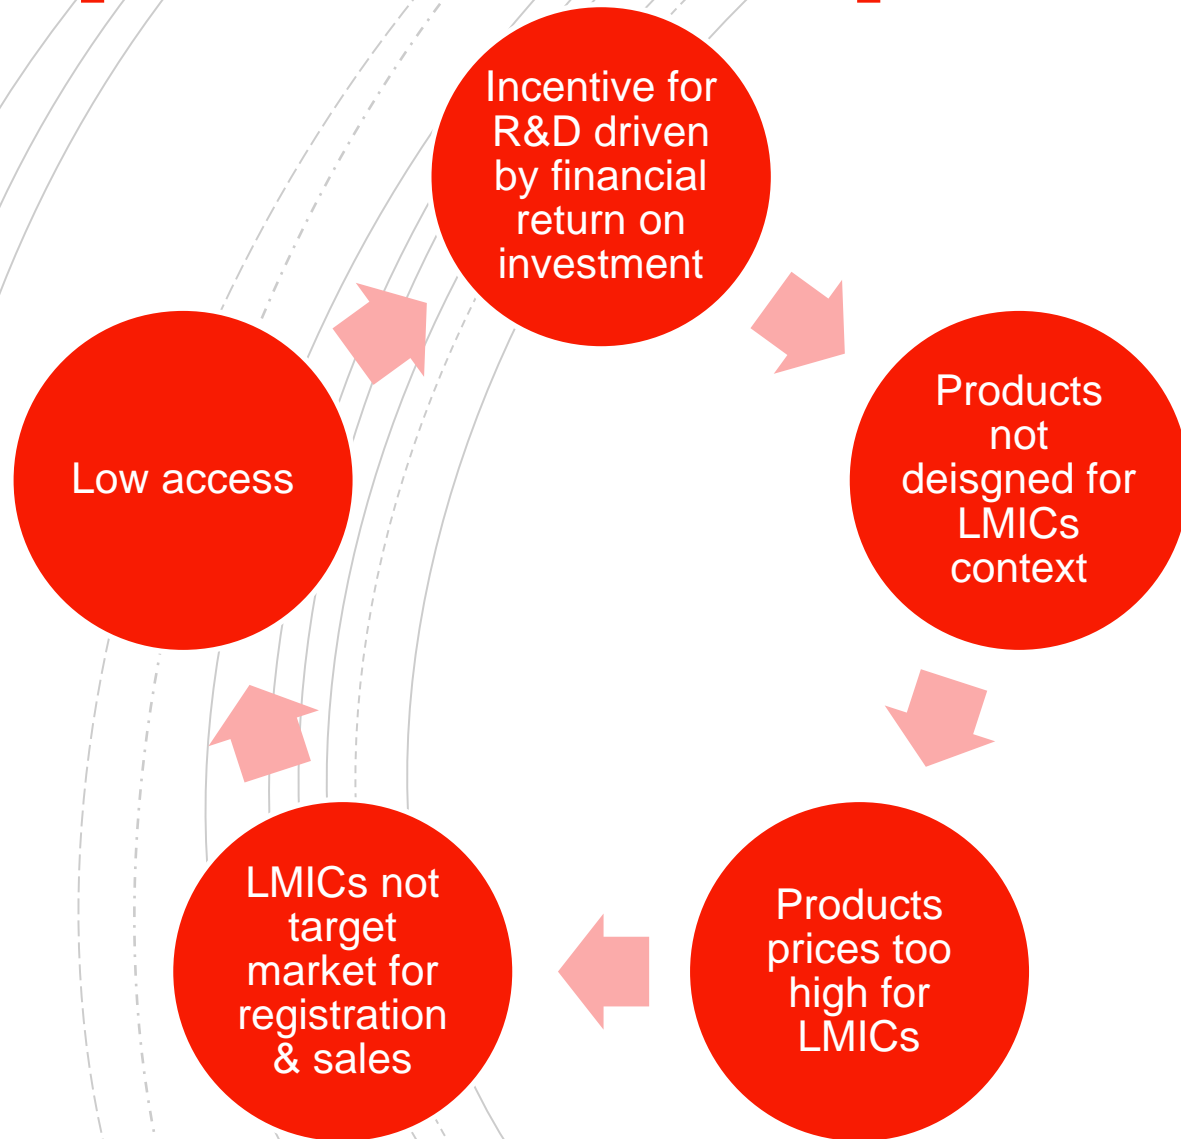 Incentive for
R&D driven
by financial
return on
investment
Products
not
deisgned for
LMICs
context
Products
prices too
high for
LMICs
LMICs not
target
market for
registration
& sales
Low access